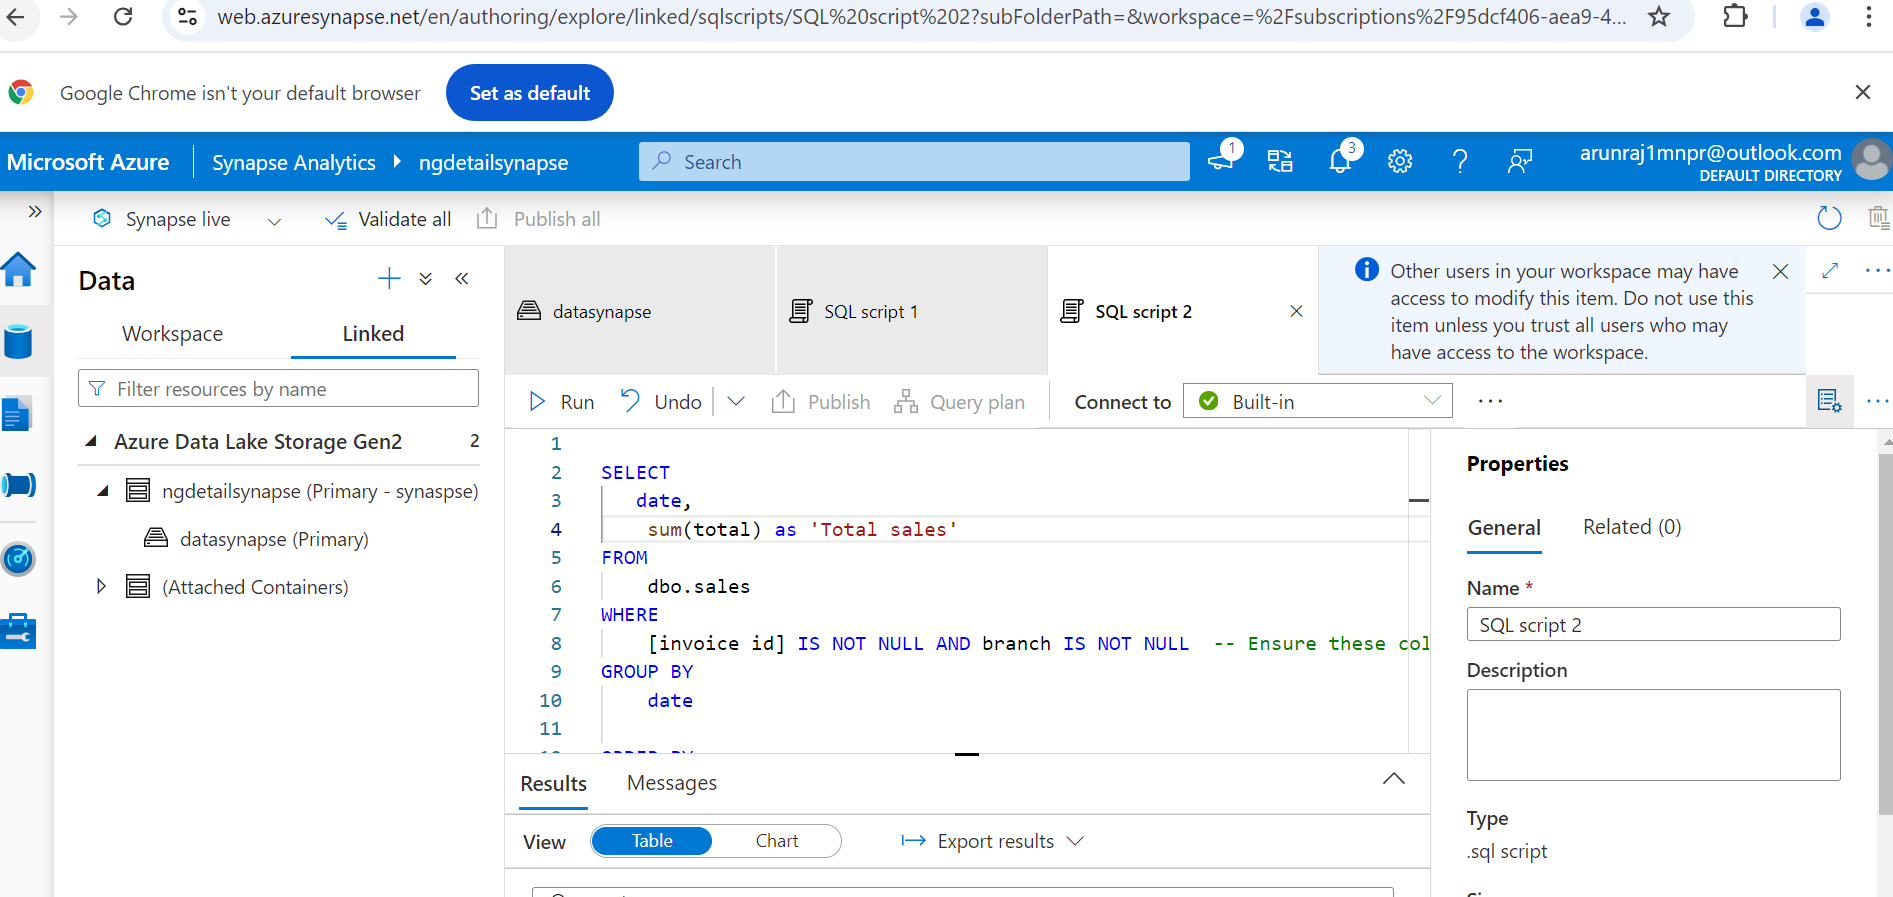 web.azuresynapse.net/en/authoring/explore/linked/sqlscripts/SQL%20script%202?subFolderPath=&workspace=%2Fsubscriptions%2F95dcf406-aea9-4...
Google Chrome isn't your default browser
Set as default
Microsoft Azure
Synapse Analytics
ngdetailsynapse
Search
1
3
arunraj1mnpr@outlook.com
DEFAULT DIRECTORY
Synapse live
Validate all
Publish all
Data
Workspace
Linked
Filter resources by name
Azure Data Lake Storage Gen2 2
ngdetailsynapse (Primary - synaspse)
datasynapse (Primary)
(Attached Containers)
datasynapse
SQL script 1
SQL script 2
Other users in your workspace may have
access to modify this item. Do not use this
item unless you trust all users who may
have access to the workspace.
Run
Undo
Publish
Query plan
Connect to
Built-in
1
2 SELECT
3 date,
4 sum(total) as 'Total sales'
5 FROM
6 dbo.sales
7 WHERE
8 [invoice id] IS NOT NULL AND branch IS NOT NULL -- Ensure these col
9 GROUP BY
10 date
11
Results
Messages
View
Table
Chart
Export results
Properties
General
Related (0)
Name *
SQL script 2
Description
Type
.sql script